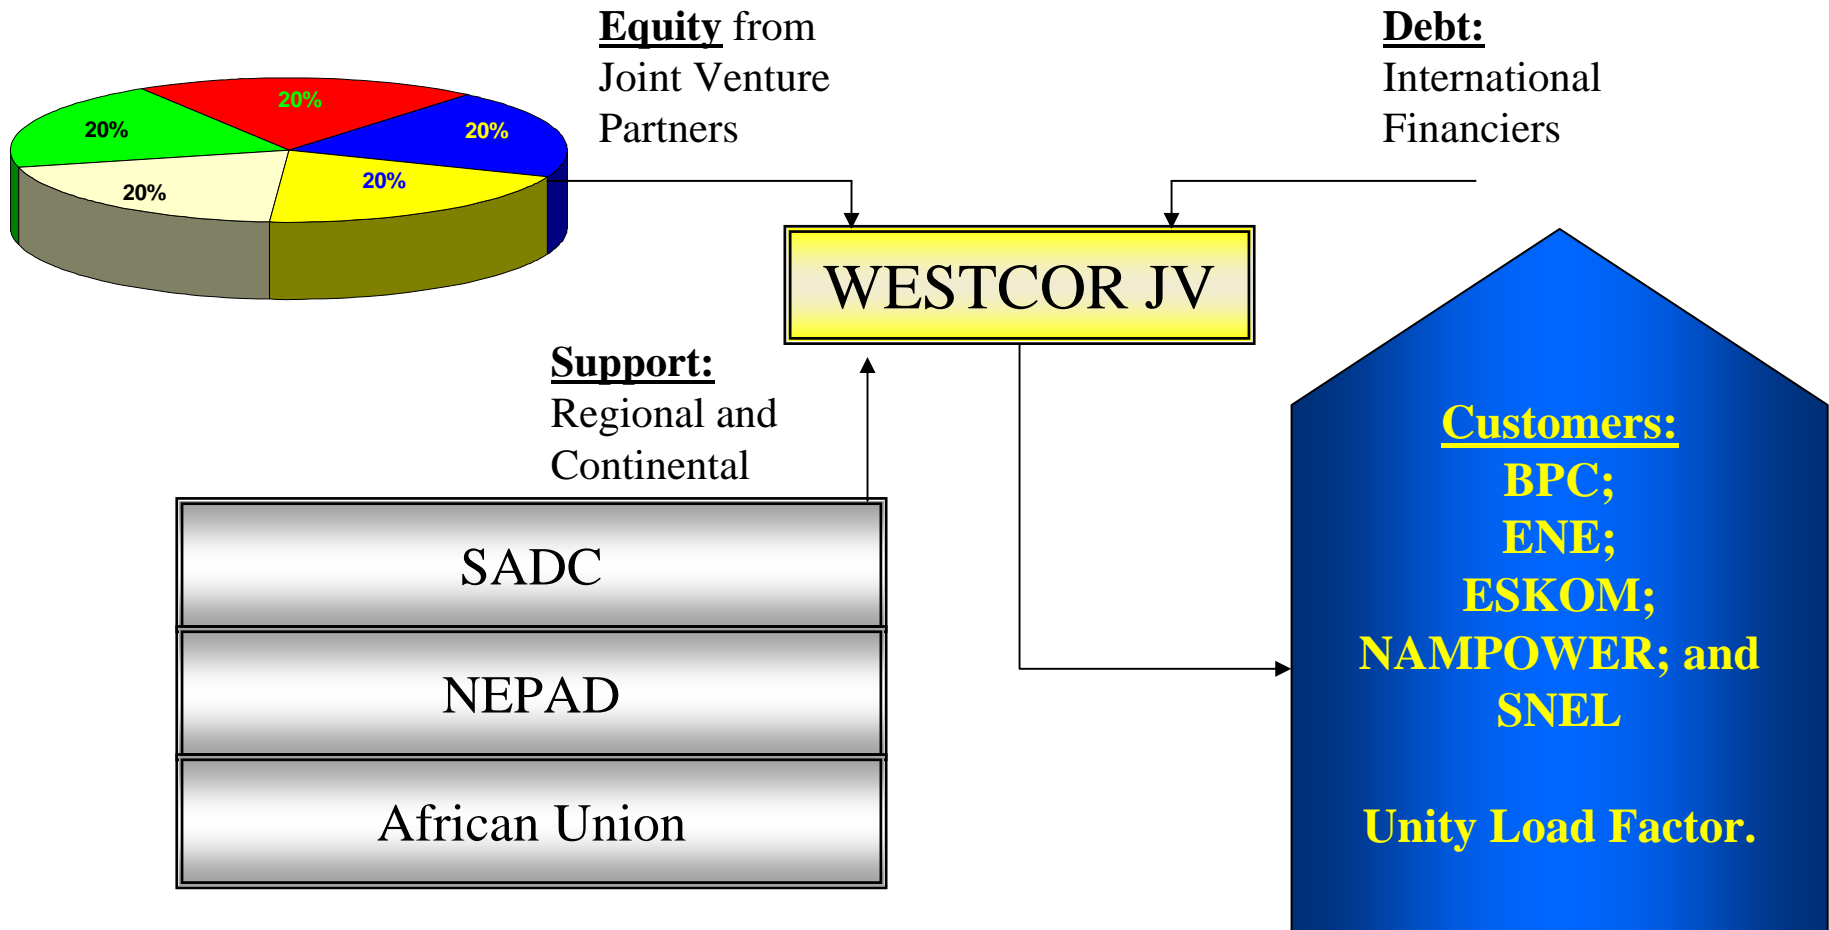 Equity from
Joint Venture
Partners
Debt:
International
Financiers
20%
20%
20%
20%
20%
WESTCOR JV
Support:
Regional and
Continental
SADC
NEPAD
African Union
Customers:
BPC;
ENE;
ESKOM;
NAMPOWER; and
SNEL
Unity Load Factor.